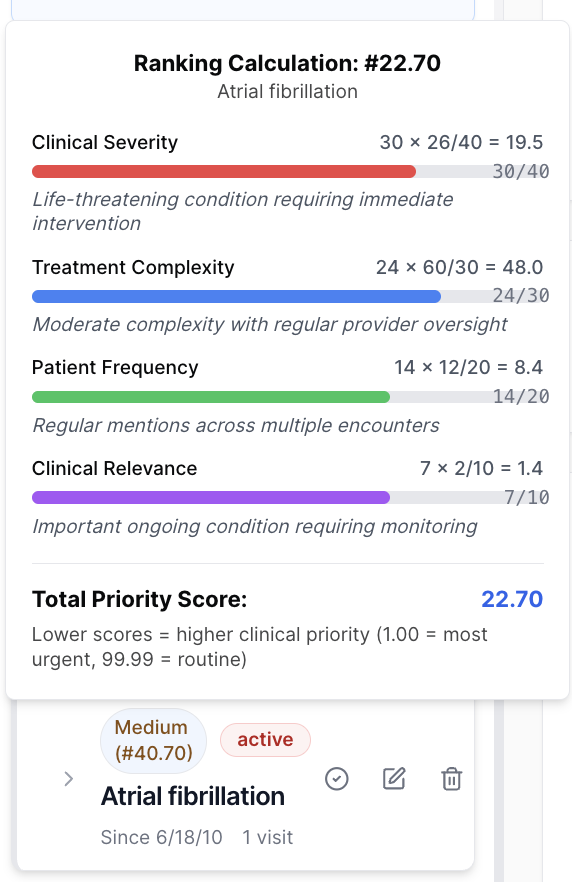 Ranking Calculation: #22.70
Atrial fibrillation
Clinical Severity 30 × 26/40 = 19.5
30/40
Life-threatening condition requiring immediate
intervention
Treatment Complexity 24 × 60/30 = 48.0
24/30
Moderate complexity with regular provider oversight
Patient Frequency 14 × 12/20 = 8.4
14/20
Regular mentions across multiple encounters
Clinical Relevance 7 × 2/10 = 1.4
7/10
Important ongoing condition requiring monitoring
Total Priority Score: 22.70
Lower scores = higher clinical priority (1.00 = most
urgent, 99.99 = routine)
Medium
(#40.70) active
Atrial fibrillation
Since 6/18/10 1 visit